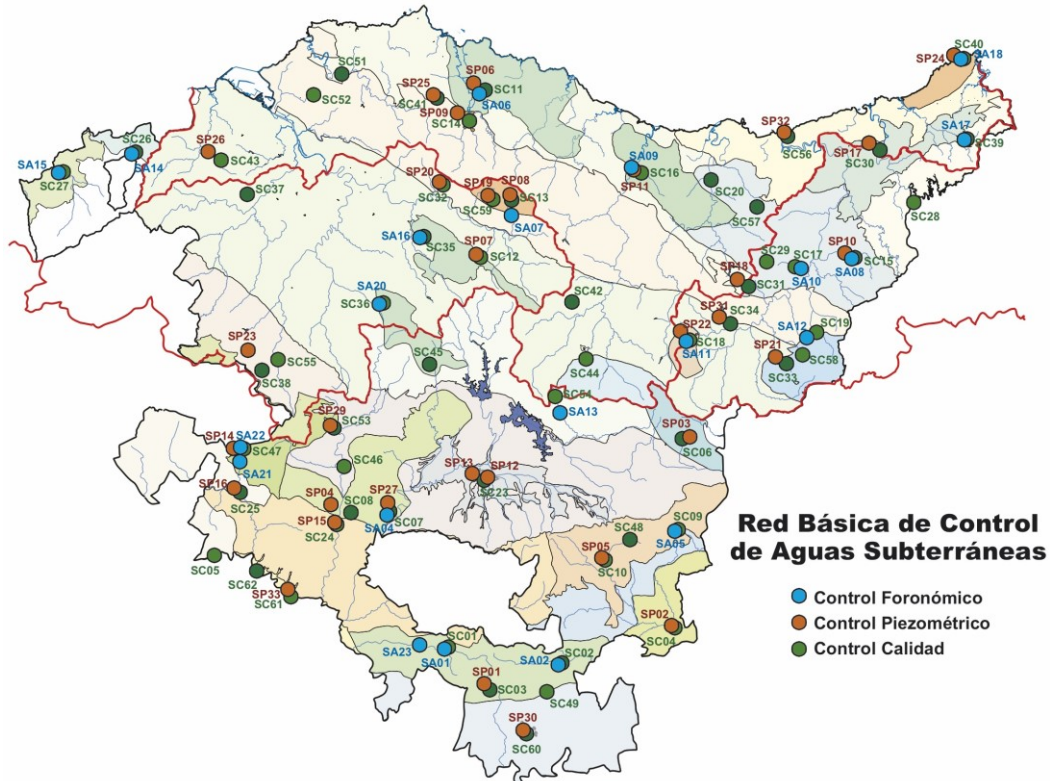 SC40
SP24
SA18
SC51
SP06
SP25
SC11
SC52
SC41
SA06
SP09
SC14
SP32
SA17
SC26
SP26
SC56
SP17
SC39
SA15
SA14
SC43
SA09
SC30
SC27
SP11
SC16
SP20
SP19
SP08
SC20
SC37
SC32
SC59
SC13
SC57
SC28
SA07
SA16
SC35
SP07
SC29
SP10
SC12
SC17
SC15
SP18
SA10
SA08
SA20
SC31
SC36
SC42
SP31
SC34
SP22
SA12
SC19
SP23
SC18
SA11
SP21
SC55
SC45
SC44
SC58
SC38
SC33
SC54
SA13
SP29
SC53
SP14
SA22
SP03
SC47
SC06
SA21
SC46
SP13
SP12
SP16
SC23
SP04
SC08
SP27
SC25
SP15
SA04
SC07
SC09
SC24
SC48
SA05
SC05
SP05
SC62
SC10
SP33
SC61
SP02
SC04
SC01
SA23
SA01
SA02
SC02
SP01
SC03
SC49
SP30
SC60
Red Básica de Control
de Aguas Subterráneas
Control Foronómico
Control Piezométrico
Control Calidad